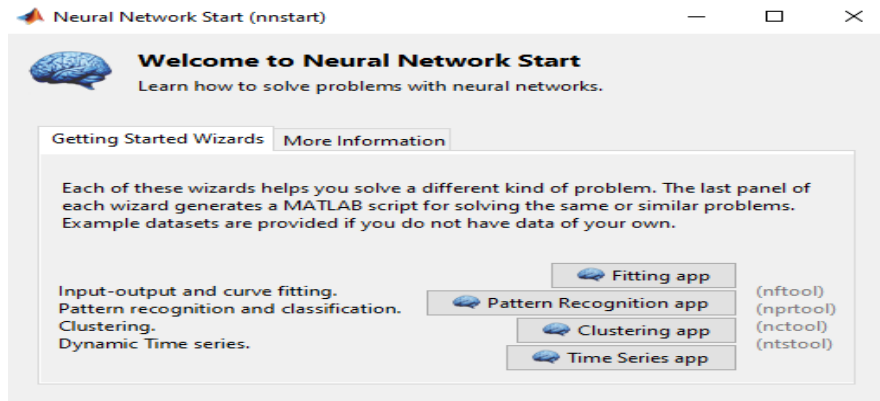 Neural Network Start (nnstart)
Welcome to Neural Network Start
Learn how to solve problems with neural networks.
Getting Started Wizards More Information
Each of these wizards helps you solve a different kind of problem. The last panel of
each wizard generates a MATLAB script for solving the same or similar problems.
Example datasets are provided if you do not have data of your own.
Input-output and curve fitting. Fitting app (nftool)
Pattern recognition and classification. Pattern Recognition app (nprtool)
Clustering. Clustering app (nctool)
Dynamic Time series. Time Series app (ntstool)